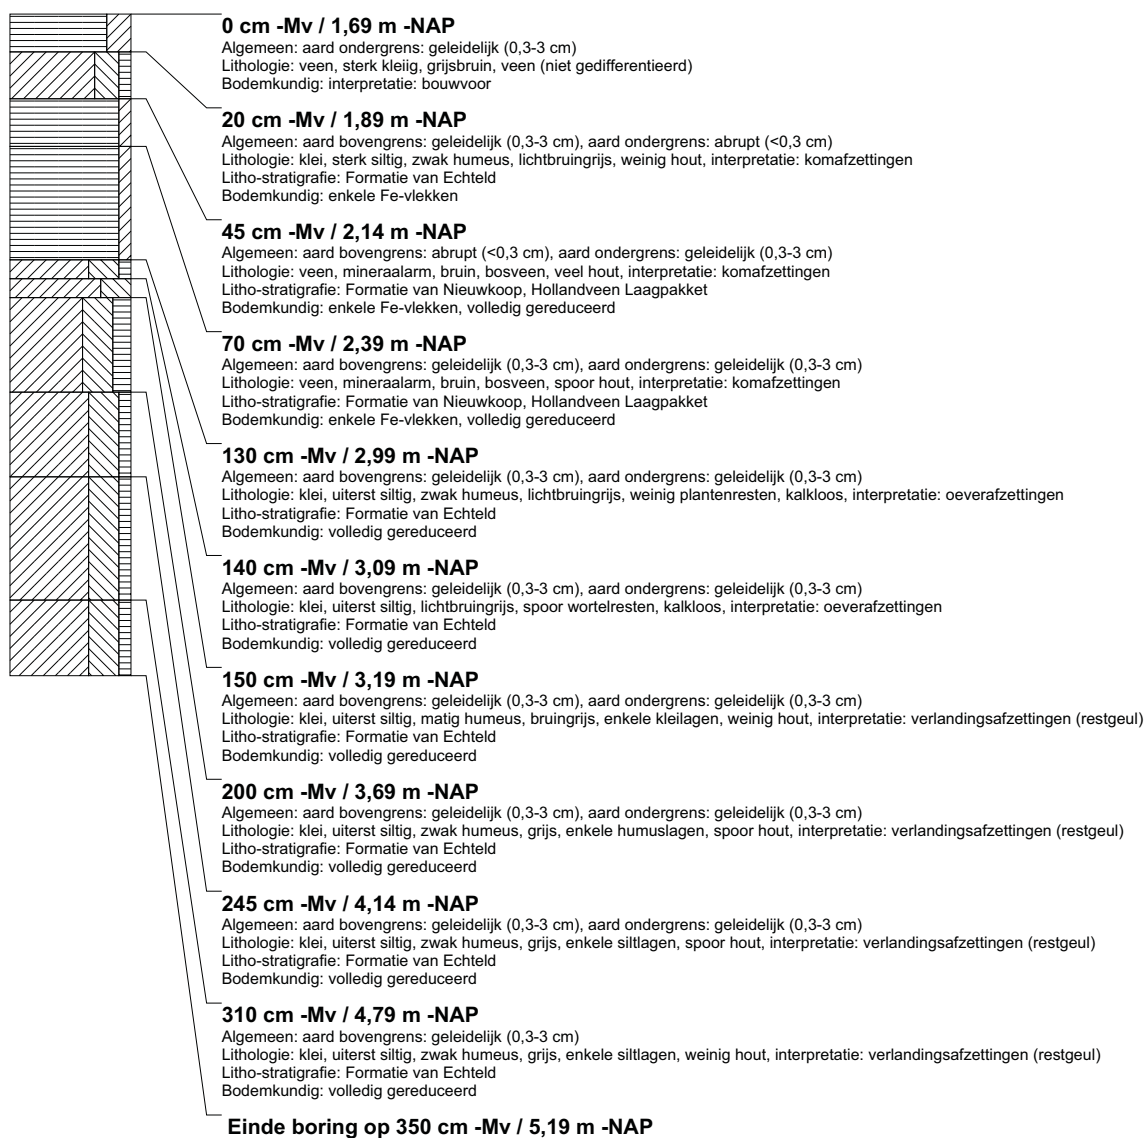 0 cm -Mv / 1,69 m -NAP
Algemeen: aard ondergrens: geleidelijk (0,3-3 cm)
Lithologie: veen, sterk kleiig, grijsbruin, veen (niet gedifferentieerd)
Bodemkundig: interpretatie: bouwvoor
20 cm -Mv / 1,89 m -NAP
Algemeen: aard bovengrens: geleidelijk (0,3-3 cm), aard ondergrens: abrupt (<0,3 cm)
Lithologie: klei, sterk siltig, zwak humeus, lichtbruingrijs, weinig hout, interpretatie: komafzettingen
Litho-stratigrafie: Formatie van Echteld
Bodemkundig: enkele Fe-vlekken
45 cm -Mv / 2,14 m -NAP
Algemeen: aard bovengrens: abrupt (<0,3 cm), aard ondergrens: geleidelijk (0,3-3 cm)
Lithologie: veen, mineraalarm, bruin, bosveen, veel hout, interpretatie: komafzettingen
Litho-stratigrafie: Formatie van Nieuwkoop, Hollandveen Laagpakket
Bodemkundig: enkele Fe-vlekken, volledig gereduceerd
70 cm -Mv / 2,39 m -NAP
Algemeen: aard bovengrens: geleidelijk (0,3-3 cm), aard ondergrens: geleidelijk (0,3-3 cm)
Lithologie: veen, mineraalarm, bruin, bosveen, spoor hout, interpretatie: komafzettingen
Litho-stratigrafie: Formatie van Nieuwkoop, Hollandveen Laagpakket
Bodemkundig: enkele Fe-vlekken, volledig gereduceerd
130 cm -Mv / 2,99 m -NAP
Algemeen: aard bovengrens: geleidelijk (0,3-3 cm), aard ondergrens: geleidelijk (0,3-3 cm)
Lithologie: klei, uiterst siltig, zwak humeus, lichtbruingrijs, weinig plantenresten, kalkloos, interpretatie: oeverafzettingen
Litho-stratigrafie: Formatie van Echteld
Bodemkundig: volledig gereduceerd
140 cm -Mv / 3,09 m -NAP
Algemeen: aard bovengrens: geleidelijk (0,3-3 cm), aard ondergrens: geleidelijk (0,3-3 cm)
Lithologie: klei, uiterst siltig, lichtbruingrijs, spoor wortelresten, kalkloos, interpretatie: oeverafzettingen
Litho-stratigrafie: Formatie van Echteld
Bodemkundig: volledig gereduceerd
150 cm -Mv / 3,19 m -NAP
Algemeen: aard bovengrens: geleidelijk (0,3-3 cm), aard ondergrens: geleidelijk (0,3-3 cm)
Lithologie: klei, uiterst siltig, matig humeus, bruingrijs, enkele kleilagen, weinig hout, interpretatie: verlandingsafzettingen (restgeul)
Litho-stratigrafie: Formatie van Echteld
Bodemkundig: volledig gereduceerd
200 cm -Mv / 3,69 m -NAP
Algemeen: aard bovengrens: geleidelijk (0,3-3 cm), aard ondergrens: geleidelijk (0,3-3 cm)
Lithologie: klei, uiterst siltig, zwak humeus, grijs, enkele humuslagen, spoor hout, interpretatie: verlandingsafzettingen (restgeul)
Litho-stratigrafie: Formatie van Echteld
Bodemkundig: volledig gereduceerd
245 cm -Mv / 4,14 m -NAP
Algemeen: aard bovengrens: geleidelijk (0,3-3 cm), aard ondergrens: geleidelijk (0,3-3 cm)
Lithologie: klei, uiterst siltig, zwak humeus, grijs, enkele siltlagen, spoor hout, interpretatie: verlandingsafzettingen (restgeul)
Litho-stratigrafie: Formatie van Echteld
Bodemkundig: volledig gereduceerd
310 cm -Mv / 4,79 m -NAP
Algemeen: aard bovengrens: geleidelijk (0,3-3 cm)
Lithologie: klei, uiterst siltig, zwak humeus, grijs, enkele siltlagen, weinig hout, interpretatie: verlandingsafzettingen (restgeul)
Litho-stratigrafie: Formatie van Echteld
Bodemkundig: volledig gereduceerd
Einde boring op 350 cm -Mv / 5,19 m -NAP